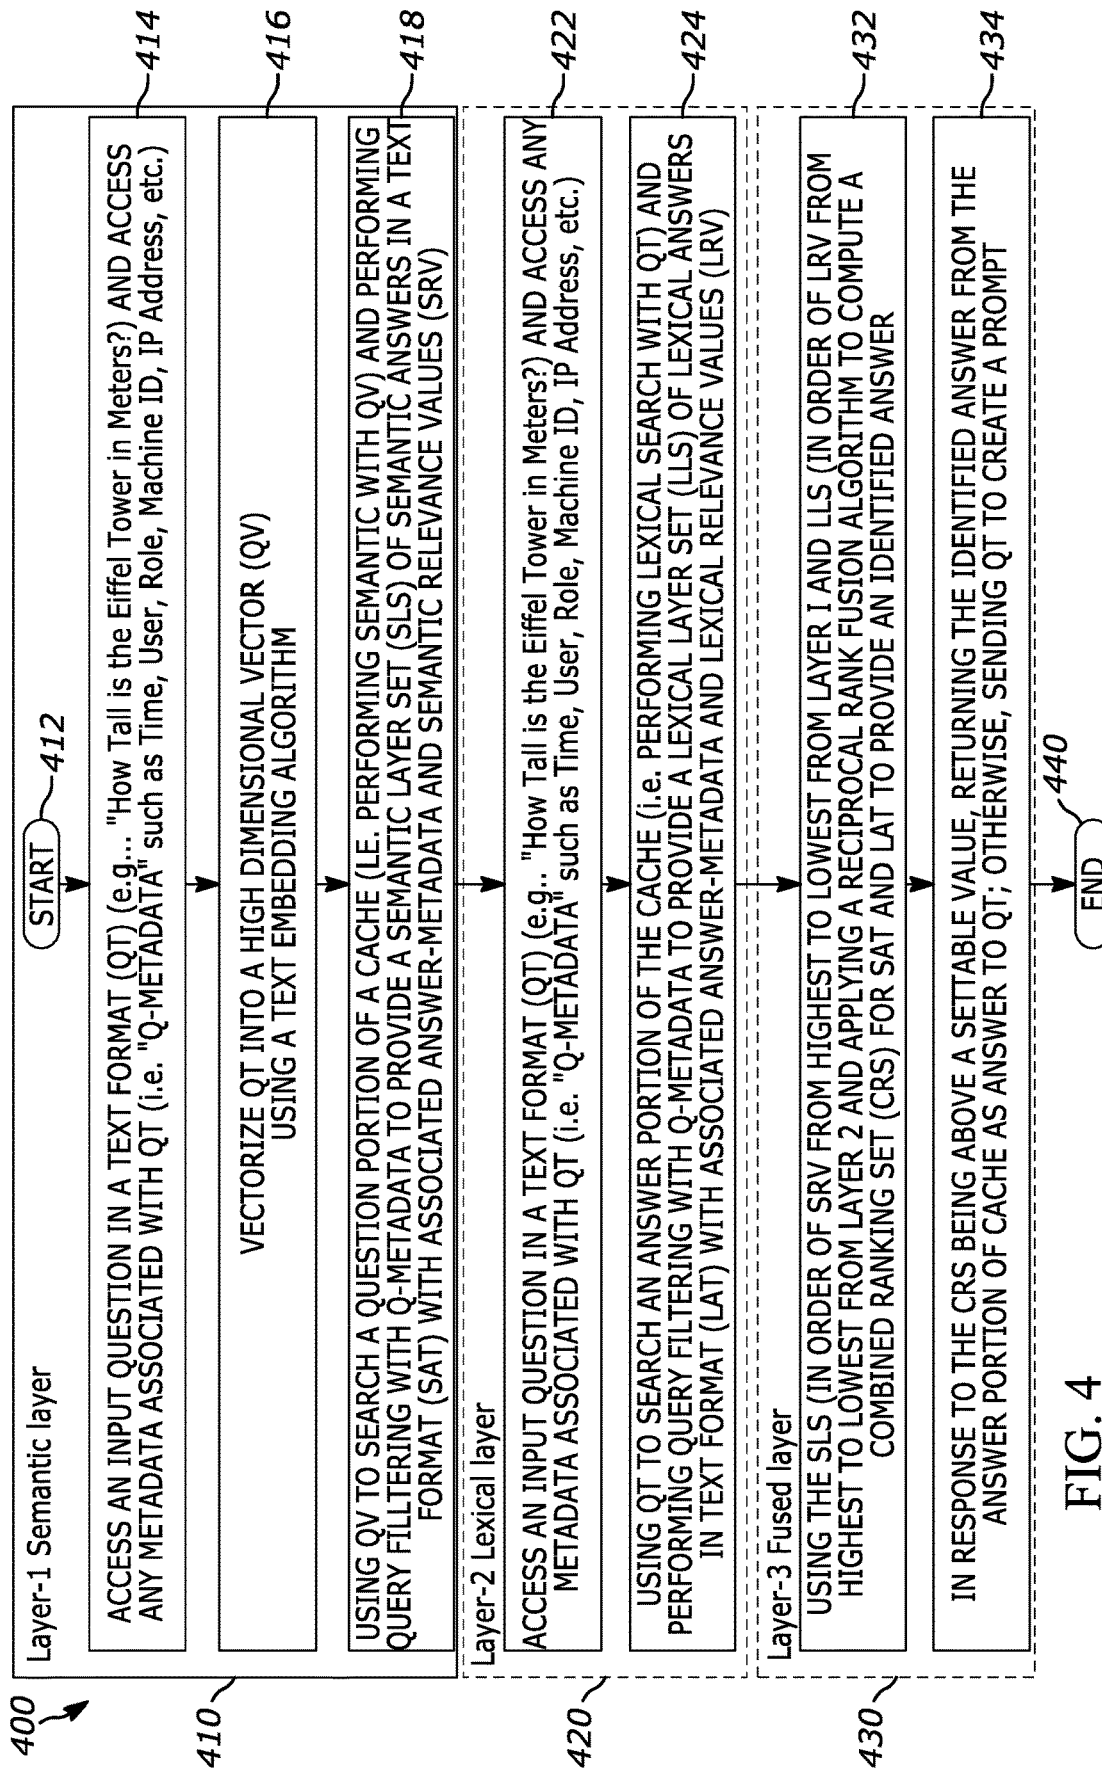 400
START
412
Layer-1 Semantic layer
410
ACCESS AN INPUT QUESTION IN A TEXT FORMAT (QT) (e.g... "How Tall is the Eiffel Tower in Meters?) AND ACCESS
ANY METADATA ASSOCIATED WITH QT (i.e. "Q-METADATA" such as Time, User, Role, Machine ID, IP Address, etc.)
414
VECTORIZE QT INTO A HIGH DIMENSIONAL VECTOR (QV)
USING A TEXT EMBEDDING ALGORITHM
416
USING QV TO SEARCH A QUESTION PORTION OF A CACHE (I.E. PERFORMING SEMANTIC WITH QV) AND PERFORMING
QUERY FILLTERING WITH Q-METADATA TO PROVIDE A SEMANTIC LAYER SET (SLS) OF SEMANTIC ANSWERS IN A TEXT
FORMAT (SAT) WITH ASSOCIATED ANSWER-METADATA AND SEMANTIC RELEVANCE VALUES (SRV)
418
Layer-2 Lexical layer
420
ACCESS AN INPUT QUESTION IN A TEXT FORMAT (QT) (e.g.. "How Tall is the Eiffel Tower in Meters?) AND ACCESS ANY
METADATA ASSOCIATED WITH QT (i.e. "Q-METADATA" such as Time, User, Role, Machine ID, IP Address, etc.)
422
USING QT TO SEARCH AN ANSWER PORTION OF THE CACHE (i.e. PERFORMING LEXICAL SEARCH WITH QT) AND
PERFORMING QUERY FILTERING WITH Q-METADATA TO PROVIDE A LEXICAL LAYER SET (LLS) OF LEXICAL ANSWERS
IN TEXT FORMAT (LAT) WITH ASSOCIATED ANSWER-METADATA AND LEXICAL RELEVANCE VALUES (LRV)
424
Layer-3 Fused layer
430
USING THE SLS (IN ORDER OF SRV FROM HIGHEST TO LOWEST FROM LAYER I AND LLS (IN ORDER OF LRV FROM
HIGHEST TO LOWEST FROM LAYER 2 AND APPLYING A RECIPROCAL RANK FUSION ALGORITHM TO COMPUTE A
COMBINED RANKING SET (CRS) FOR SAT AND LAT TO PROVIDE AN IDENTIFIED ANSWER
432
IN RESPONSE TO THE CRS BEING ABOVE A SETTABLE VALUE, RETURNING THE IDENTIFIED ANSWER FROM THE
ANSWER PORTION OF CACHE AS ANSWER TO QT; OTHERWISE, SENDING QT TO CREATE A PROMPT
434
END
440
FIG. 4